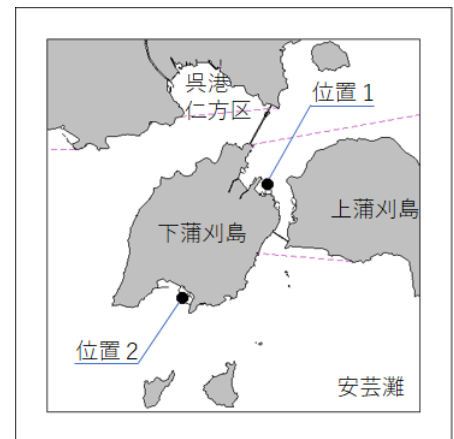 呉港
仁方区
位置１
上蒲刈島
下蒲刈島
位置２
安芸灘